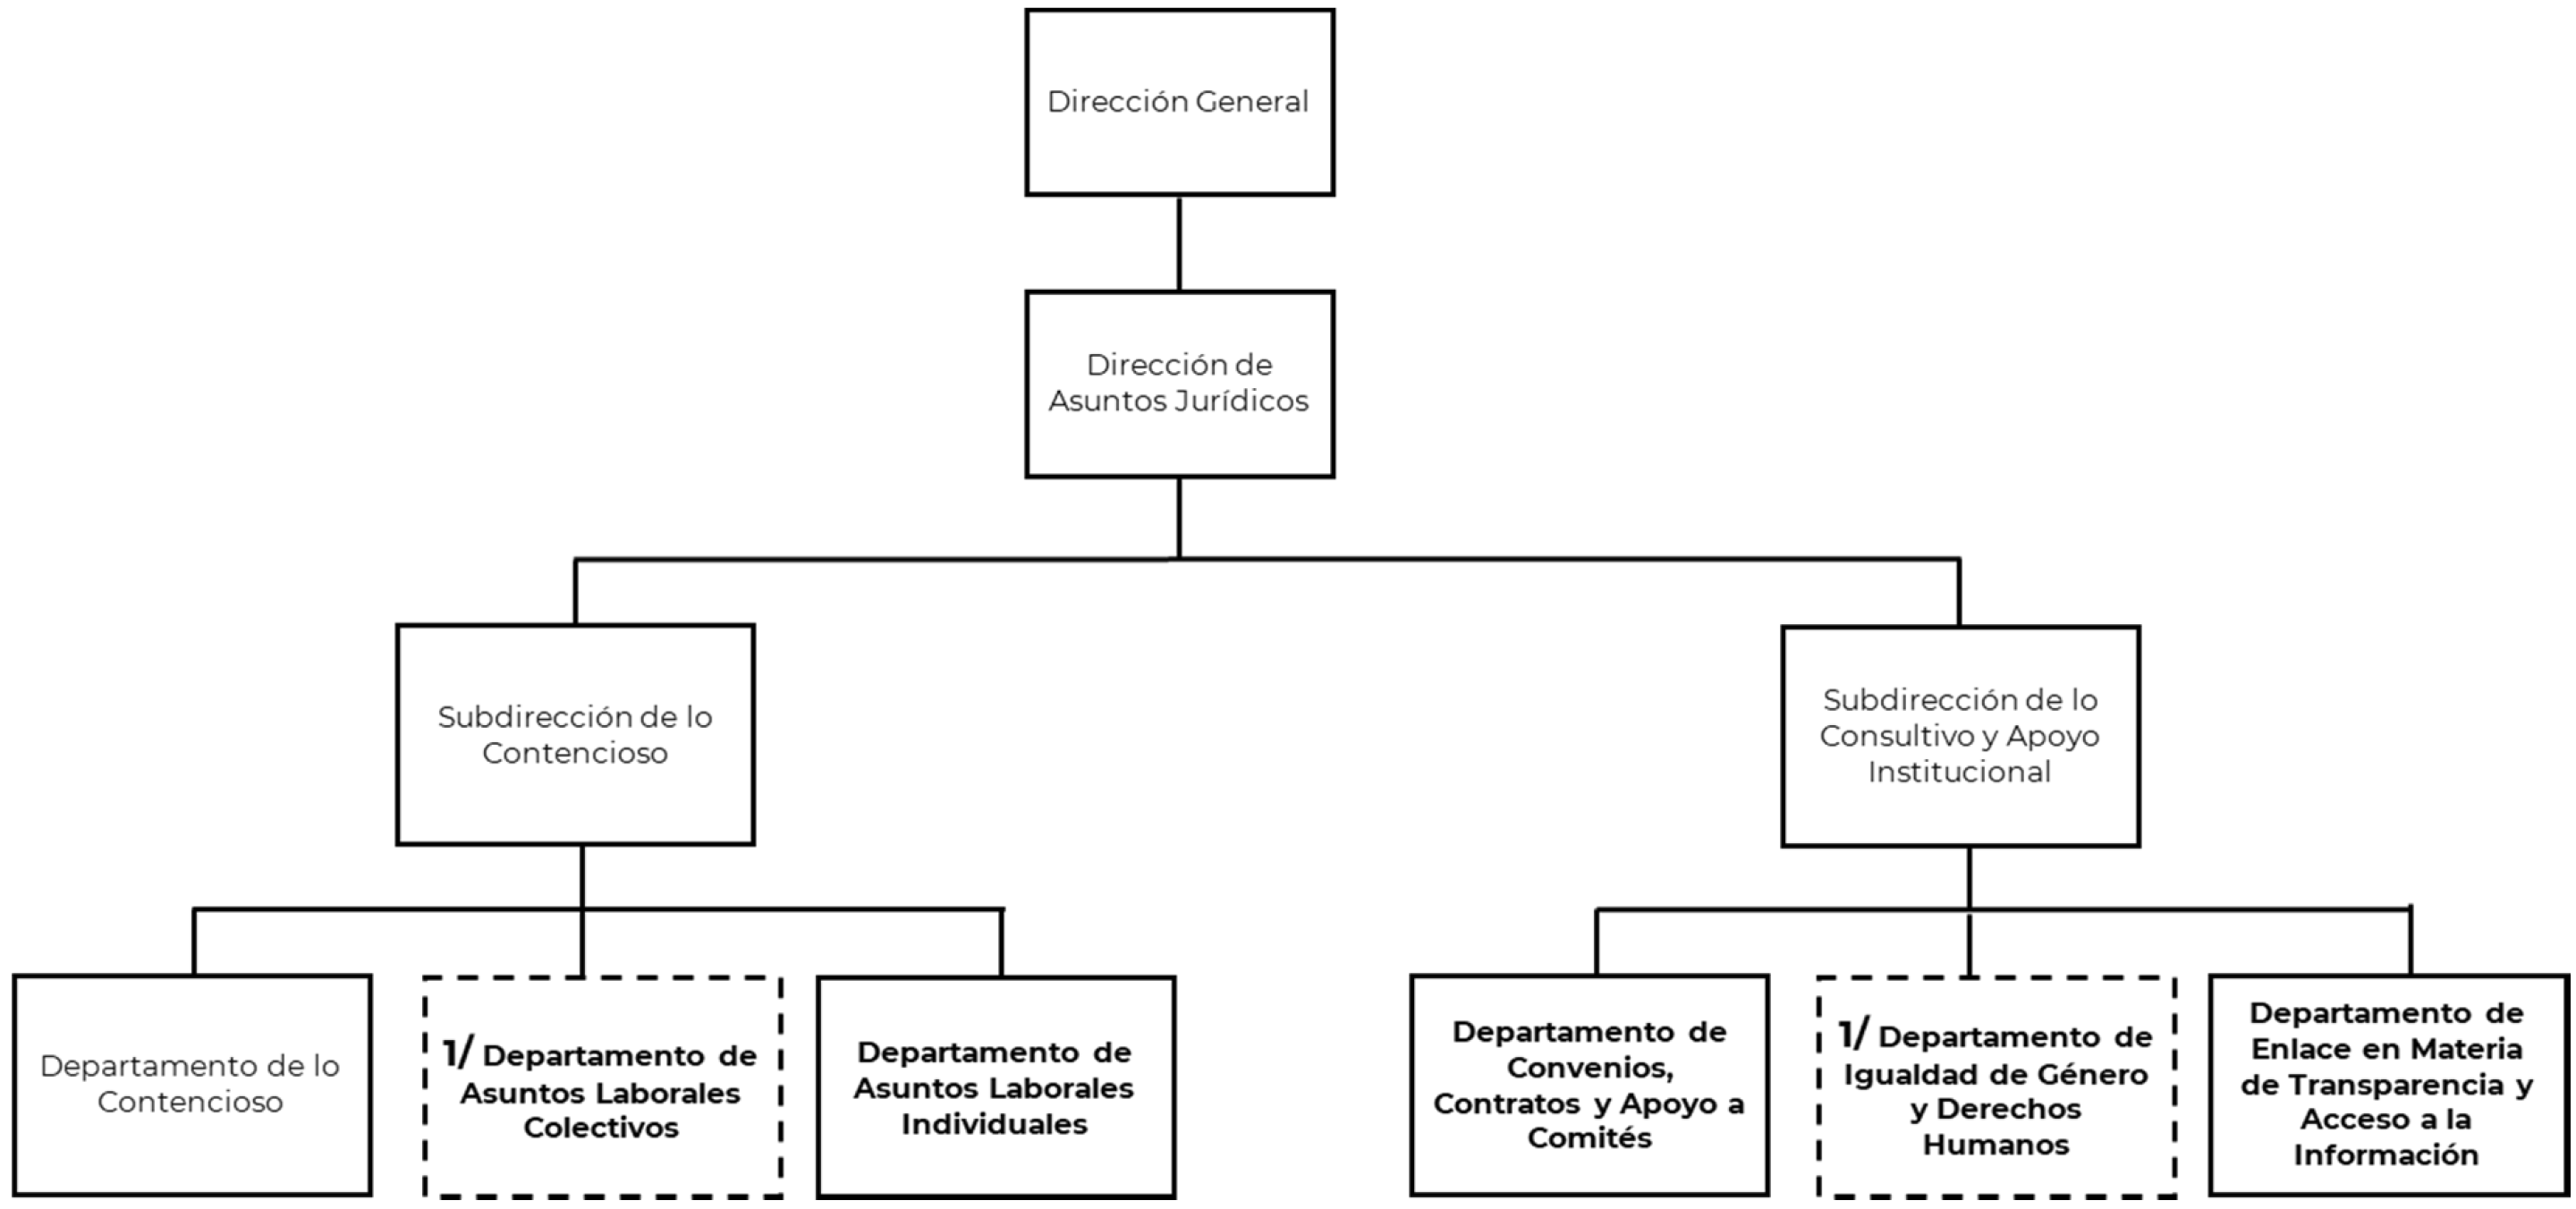 Dirección General
Dirección de
Asuntos Jurídicos
Subdirección de lo
Contencioso
Subdirección de lo
Consultivo y Apoyo
Institucional
Departamento de lo
Contencioso
1/ Departamento de
Asuntos Laborales
Colectivos
Departamento de
Asuntos Laborales
Individuales
Departamento de
Convenios,
Contratos y Apoyo a
Comités
1/ Departamento de
Igualdad de Género
y Derechos
Humanos
Departamento de
Enlace en Materia
de Transparencia y
Acceso a la
Información